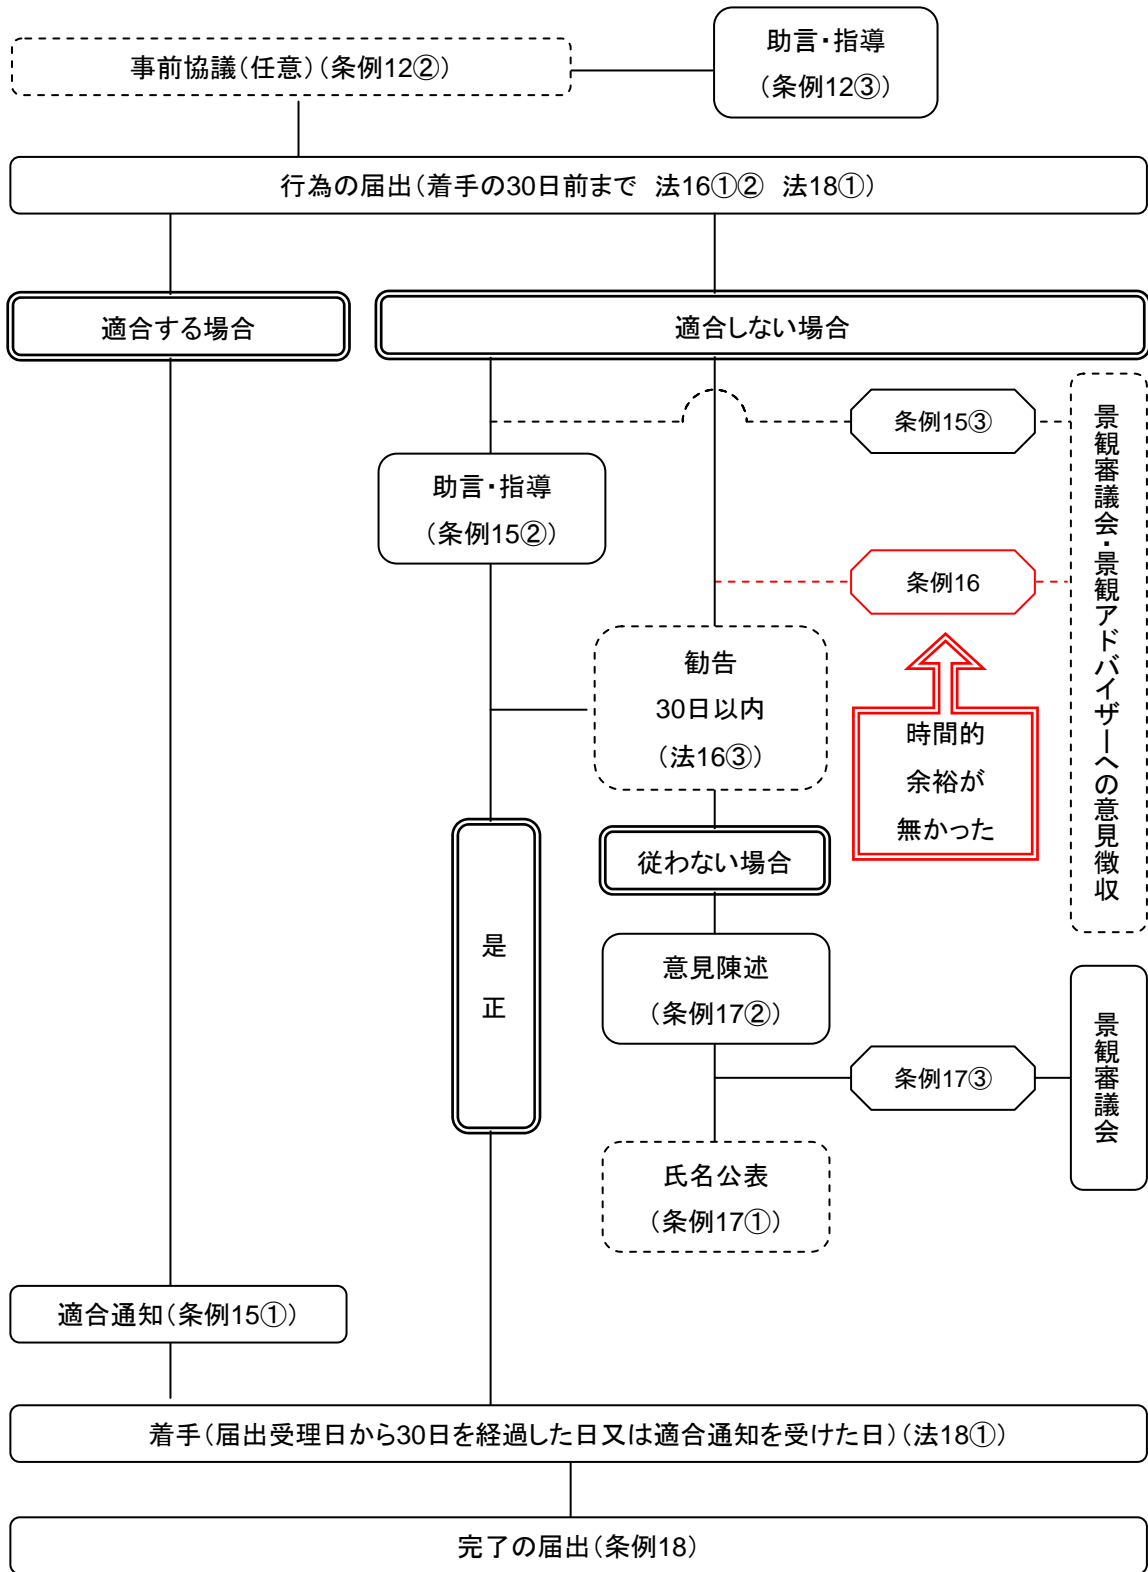 事前協議(任意)(条例12②)
助言・指導
(条例12③)
行為の届出(着手の30日前まで　法16①②　法18①)
適合する場合
適合しない場合
条例15③
助言・指導
(条例15②)
条例16
景観審議会・景観アドバイザーへの意見徴収
勧告
30日以内
(法16③)
時間的
余裕が
無かった
従わない場合
是正
意見陳述
(条例17②)
条例17③
景観審議会
氏名公表
(条例17①)
適合通知(条例15①)
着手(届出受理日から30日を経過した日又は適合通知を受けた日)(法18①)
完了の届出(条例18)